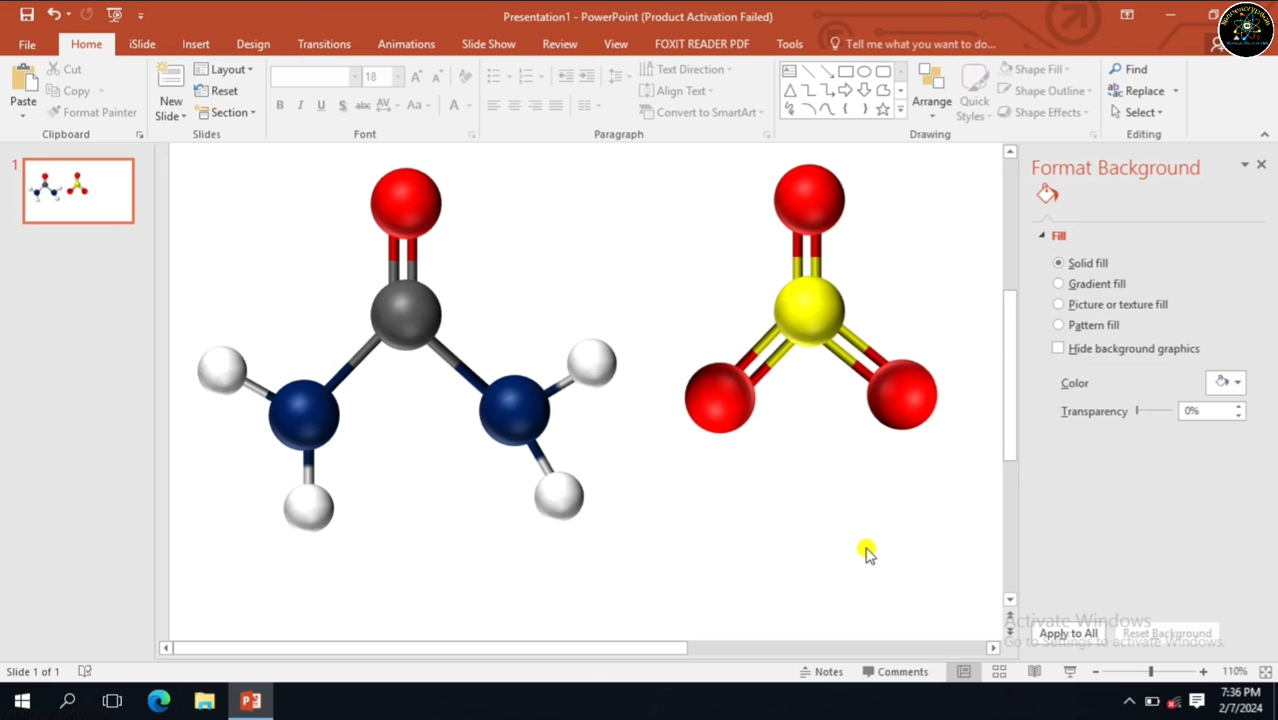 Presentation1 - PowerPoint (Product Activation Failed)
File Home iSlide Insert Design Transitions Animations Slide Show Review View FOXIT READER PDF Tools Tell me what you want to do...
Paste
Cut
Copy
Format Painter
Clipboard
New Slide
Layout
Reset
Section
Slides
18
A A
B I U S abc AV Aa A
Font
Text Direction
Align Text
Convert to SmartArt
Paragraph
Arrange
Quick Styles
Shape Fill
Shape Outline
Shape Effects
Drawing
Find
Replace
Select
Editing
1
Format Background
Fill
Solid fill
Gradient fill
Picture or texture fill
Pattern fill
Hide background graphics
Color
Transparency 0%
Activate Windows
Go to Settings to activate Windows.
Apply to All Reset Background
Slide 1 of 1 Notes Comments 110%
7:36 PM
2/7/2024